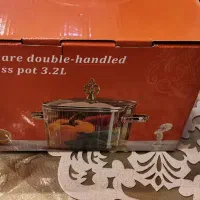 are double-handled
ss pot 3.2L